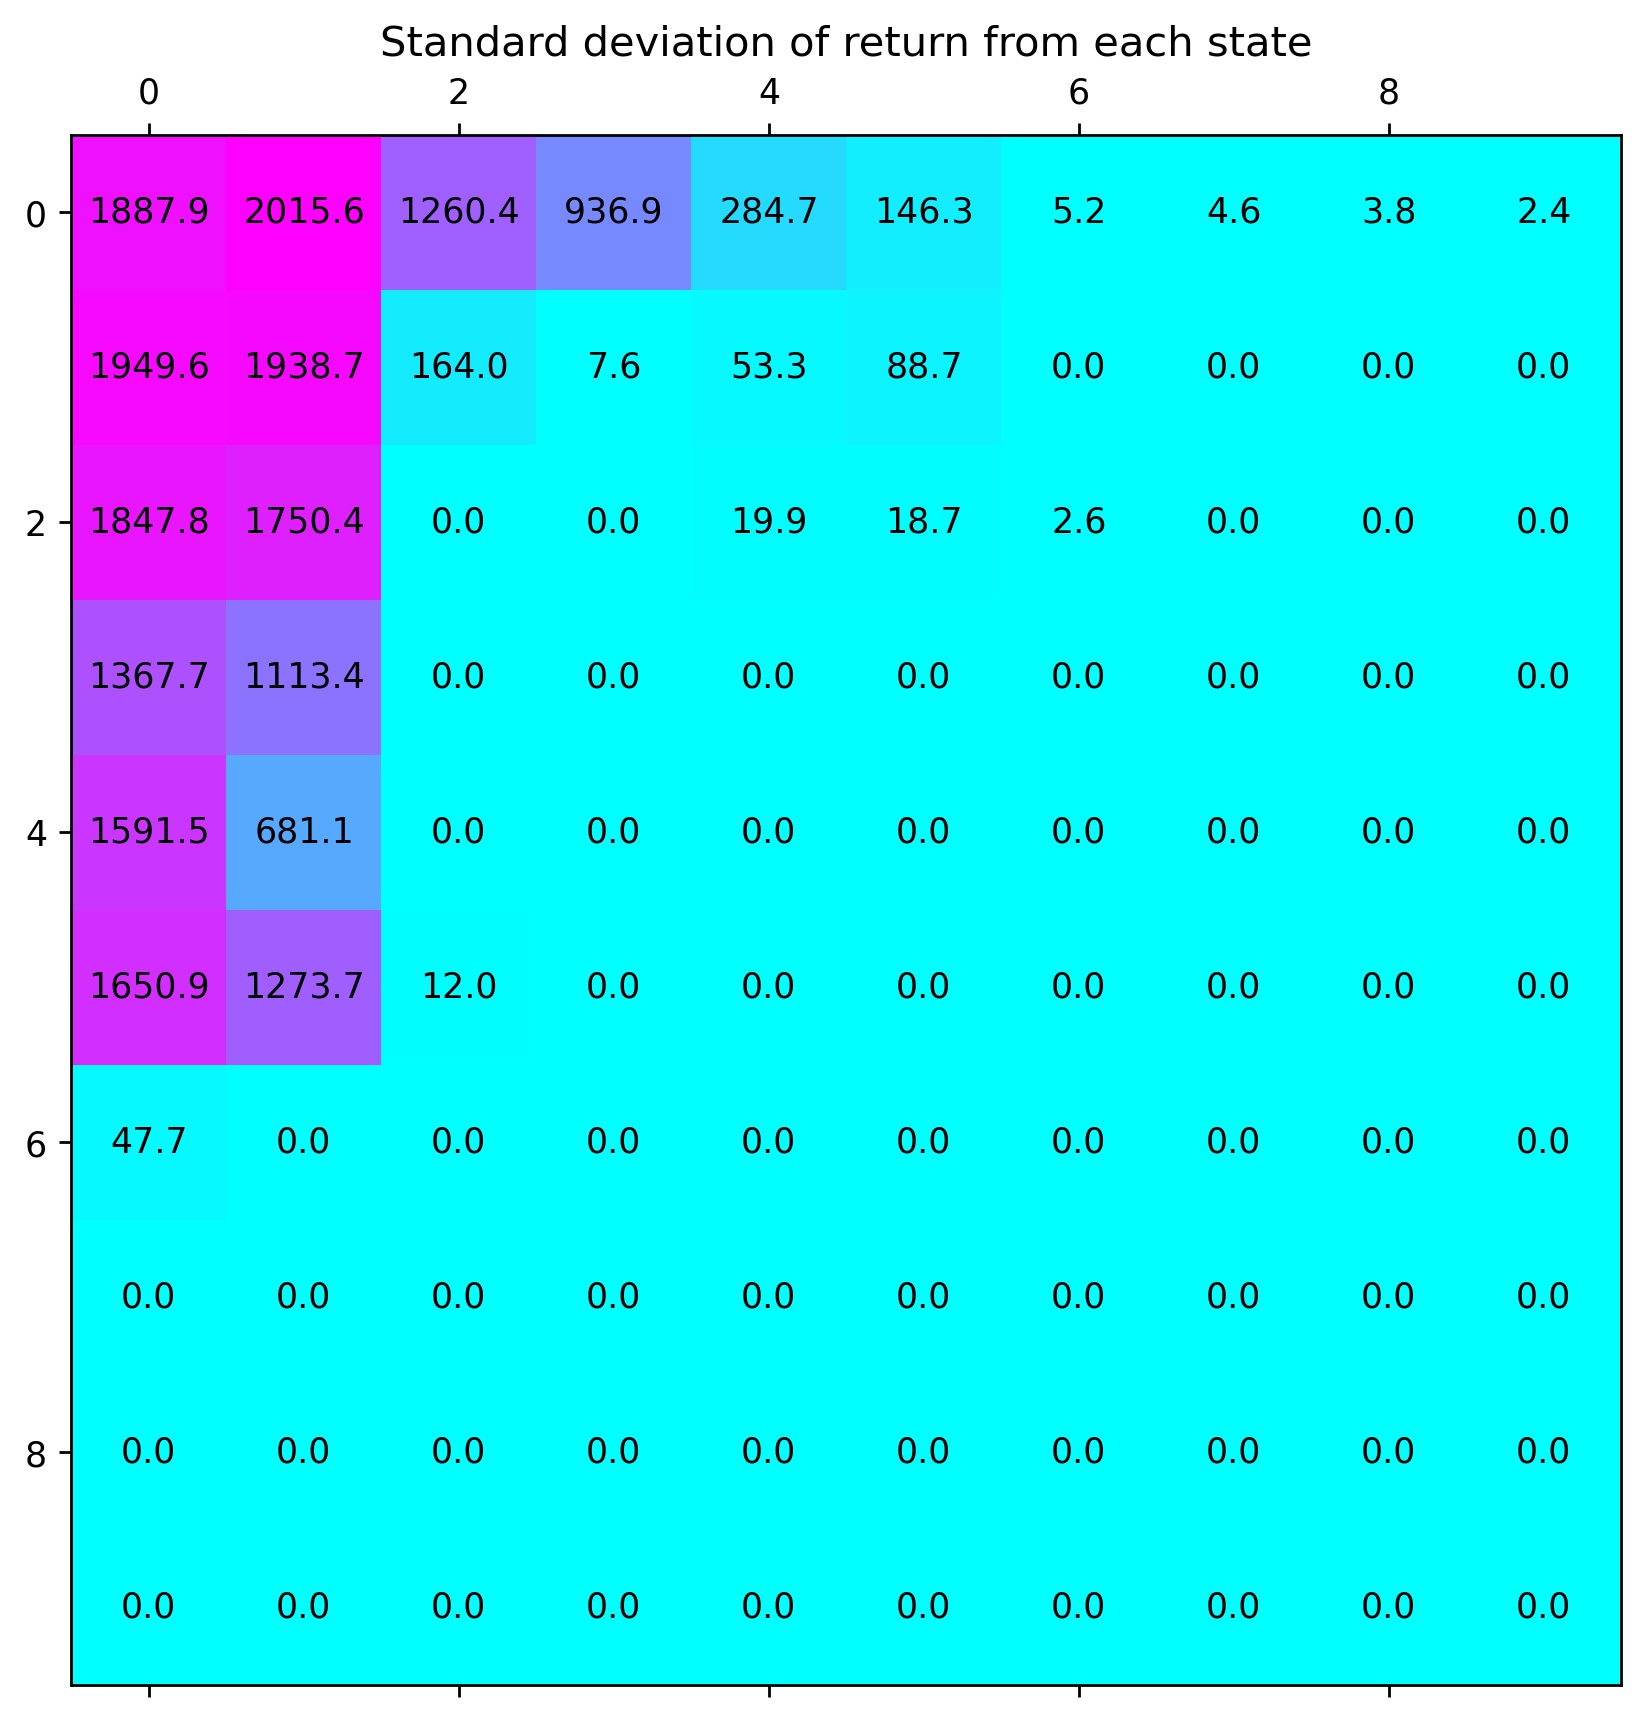 Standard deviation of return from each state
0 2 4 6 8
0 1887.9 2015.6 1260.4 936.9 284.7 146.3 5.2 4.6 3.8 2.4
1949.6 1938.7 164.0 7.6 53.3 88.7 0.0 0.0 0.0 0.0
2 1847.8 1750.4 0.0 0.0 19.9 18.7 2.6 0.0 0.0 0.0
1367.7 1113.4 0.0 0.0 0.0 0.0 0.0 0.0 0.0 0.0
4 1591.5 681.1 0.0 0.0 0.0 0.0 0.0 0.0 0.0 0.0
1650.9 1273.7 12.0 0.0 0.0 0.0 0.0 0.0 0.0 0.0
6 47.7 0.0 0.0 0.0 0.0 0.0 0.0 0.0 0.0 0.0
0.0 0.0 0.0 0.0 0.0 0.0 0.0 0.0 0.0 0.0
8 0.0 0.0 0.0 0.0 0.0 0.0 0.0 0.0 0.0 0.0
0.0 0.0 0.0 0.0 0.0 0.0 0.0 0.0 0.0 0.0